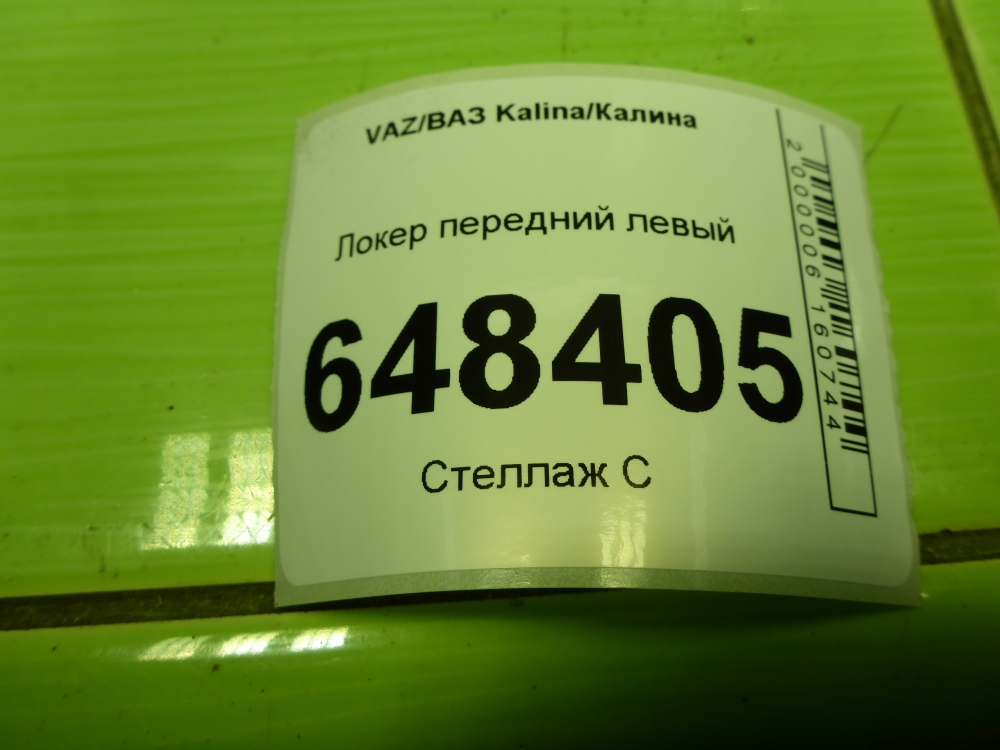 VAZ/ВАЗ Kalina/Калина
Локер передний левый
648405
Стеллаж С
2000006160744